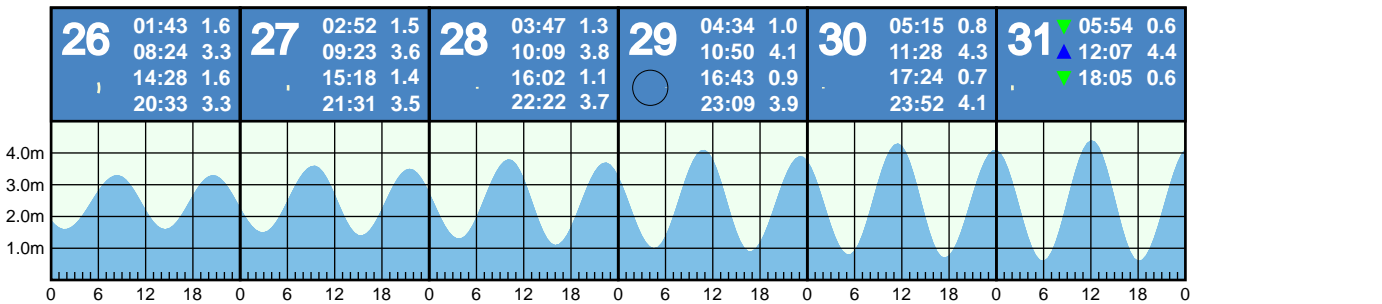 26 01:43 1.6
08:24 3.3
14:28 1.6
20:33 3.3
27 02:52 1.5
09:23 3.6
15:18 1.4
21:31 3.5
28 03:47 1.3
10:09 3.8
16:02 1.1
22:22 3.7
29 04:34 1.0
10:50 4.1
16:43 0.9
23:09 3.9
30 05:15 0.8
11:28 4.3
17:24 0.7
23:52 4.1
31 ▼ 05:54 0.6
▲ 12:07 4.4
▼ 18:05 0.6
4.0m
3.0m
2.0m
1.0m
0 6 12 18 0 6 12 18 0 6 12 18 0 6 12 18 0 6 12 18 0 6 12 18 0